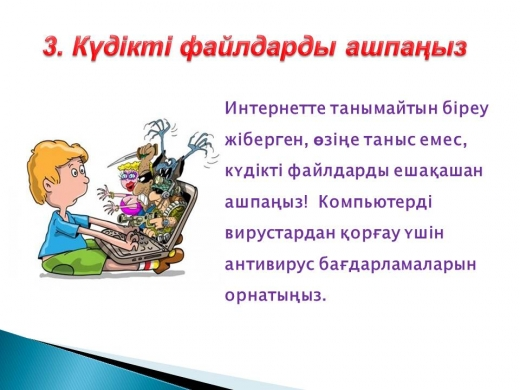 3. Күдікті файлдарды ашпаңыз
Интернетте танымайтын біреу
жіберген, өзіңе таныс емес,
күдікті файлдарды ешақашан
ашпаңыз!  Компьютерді
вирустардан қорғау үшін
антивирус бағдарламаларын
орнатыңыз.